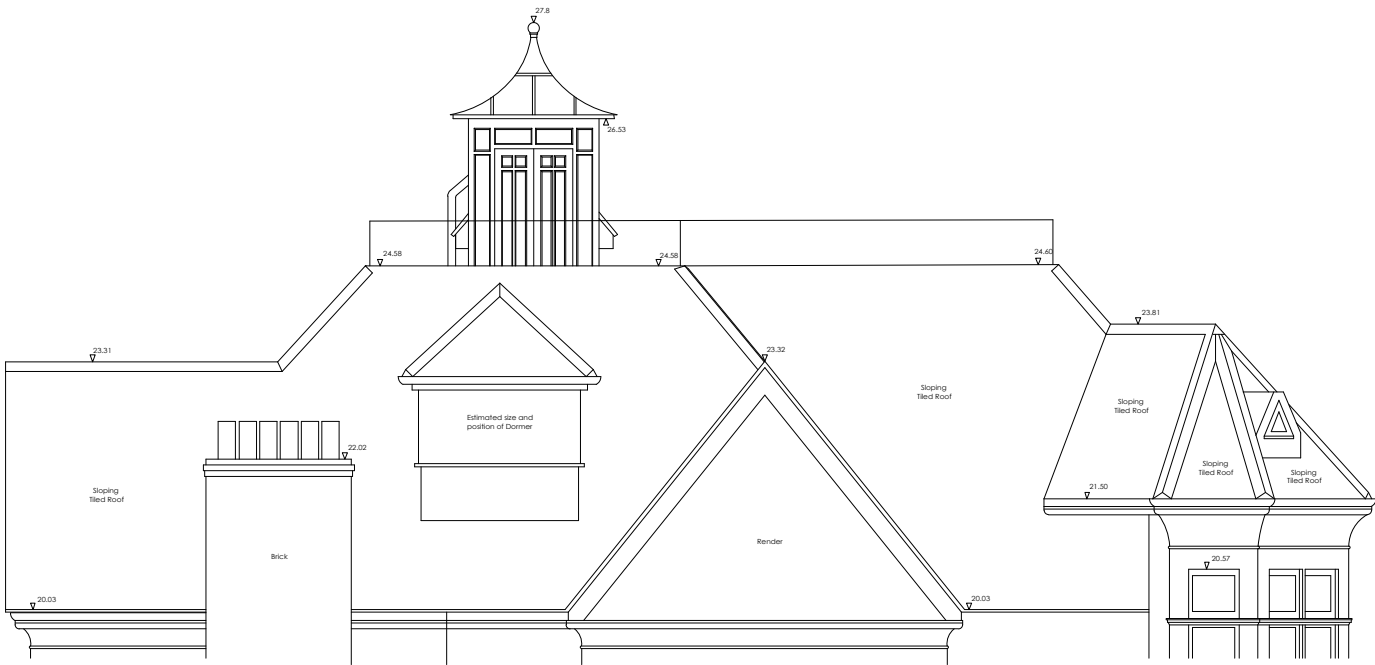 27.8
26.53
24.58
24.58
24.60
23.81
23.31
23.32
Sloping
Tiled Roof
Sloping
Tiled Roof
Estimated size and
position of Dormer
22.02
Sloping
Tiled Roof
Sloping
Tiled Roof
Sloping
Tiled Roof
21.50
Render
Brick
20.57
20.03
20.03